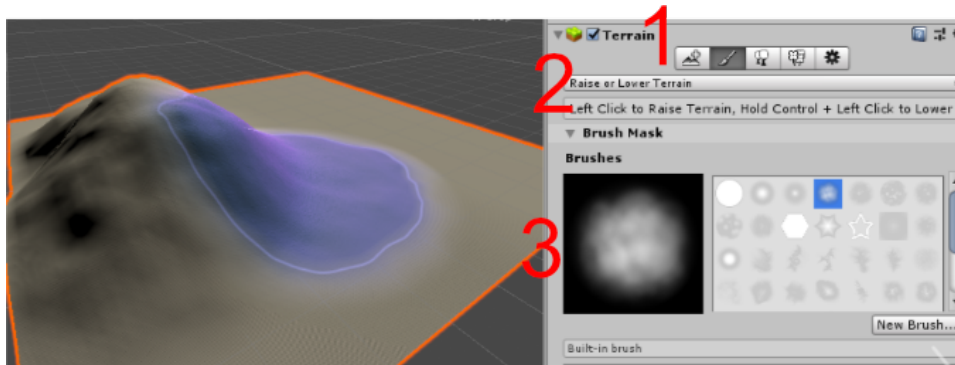 1
Terrain
2
Raise or Lower Terrain
Left Click to Raise Terrain, Hold Control + Left Click to Lower
Brush Mask
Brushes
3
New Brush...
Built-in brush